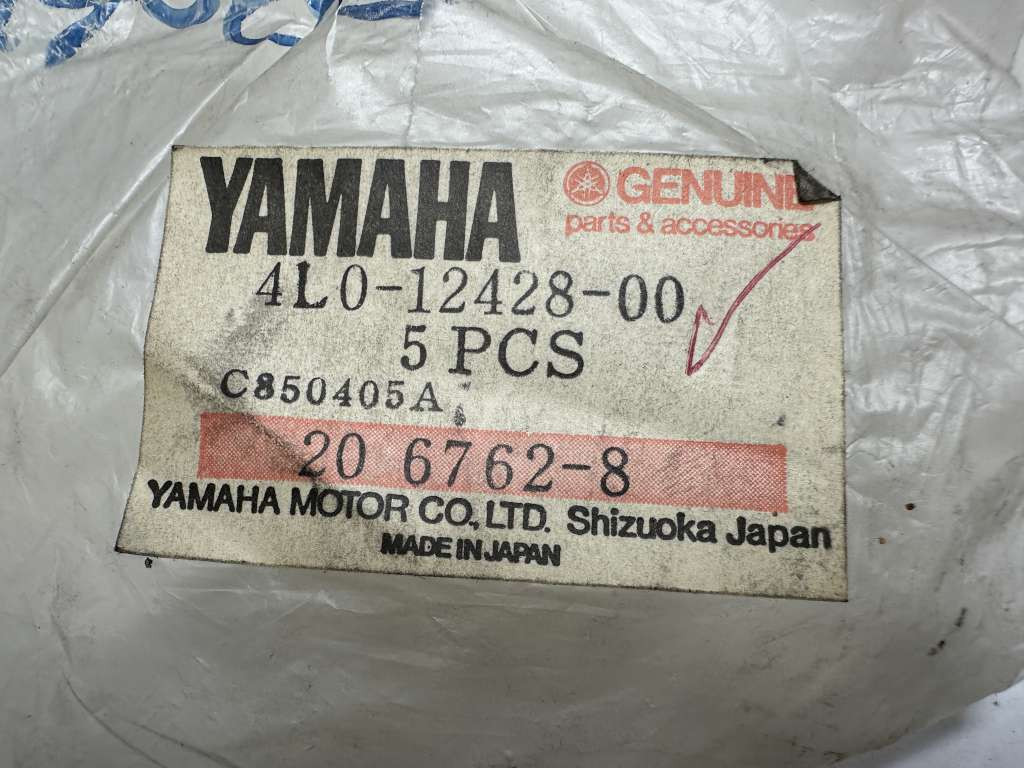 YAMAHA
GENUINE
parts & accessories
4L0-12428-00
5 PCS
C850405A
20 6762-8
YAMAHA MOTOR CO., LTD. Shizuoka Japan
MADE IN JAPAN